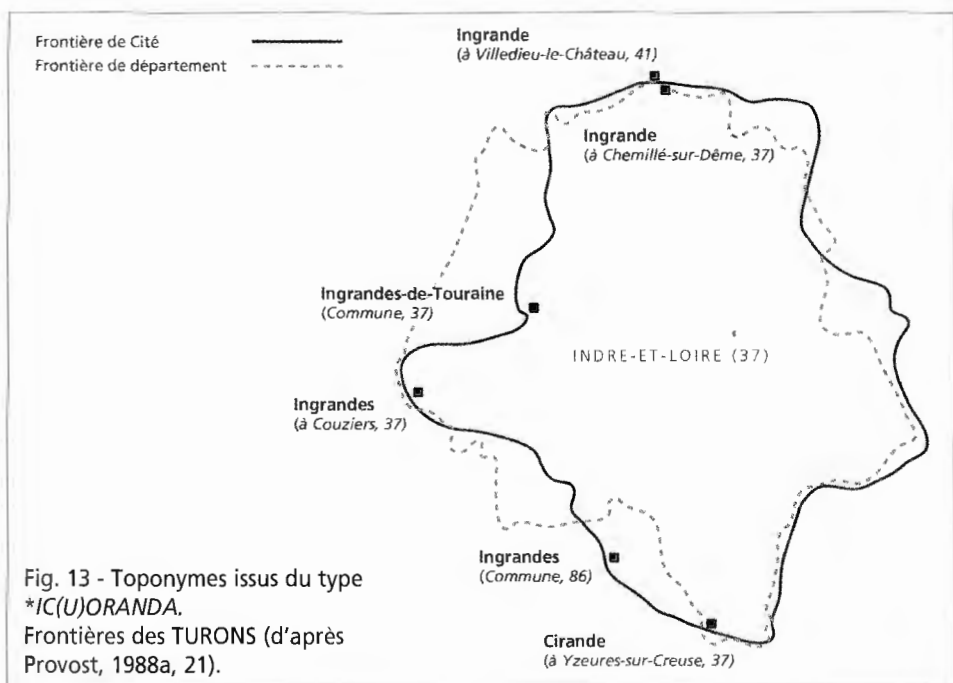 Frontière de Cité
Frontière de département
Ingrande
(à Villedieu-le-Château, 41)
Ingrande
(à Chemillé-sur-Dême, 37)
Ingrandes-de-Touraine
(Commune, 37)
INDRE-ET-LOIRE (37)
Ingrandes
(à Couziers, 37)
Ingrandes
(Commune, 86)
Cirande
(à Yzeures-sur-Creuse, 37)
Fig. 13 - Toponymes issus du type
*IC(U)ORANDA.
Frontières des TURONS (d'après
Provost, 1988a, 21).